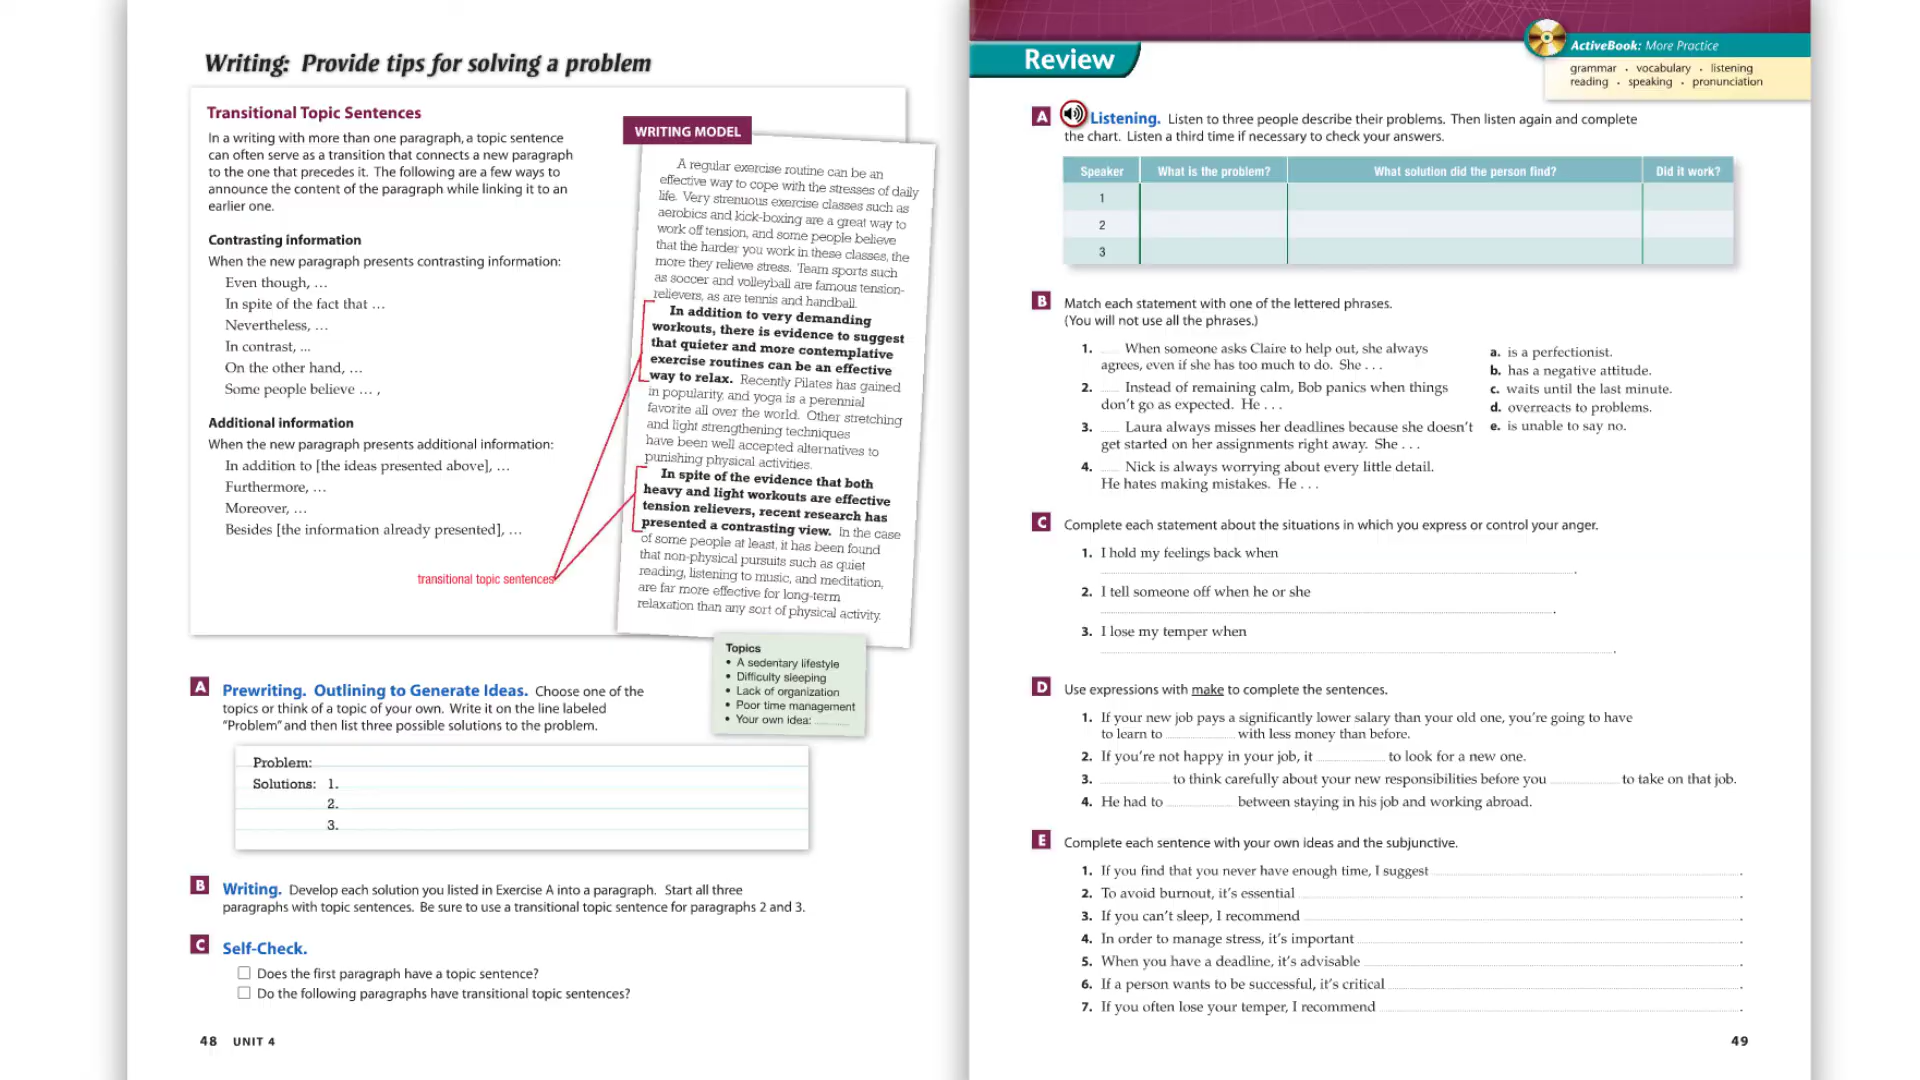 Writing: Provide tips for solving a problem
Transitional Topic Sentences
In a writing with more than one paragraph, a topic sentence
can often serve as a transition that connects a new paragraph
to the one that precedes it. The following are a few ways to
announce the content of the paragraph while linking it to an
earlier one.
Contrasting information
When the new paragraph presents contrasting information:
Even though, ...
In spite of the fact that ...
Nevertheless, ...
In contrast, ...
On the other hand, ...
Some people believe ... ,
Additional information
When the new paragraph presents additional information:
In addition to [the ideas presented above], ...
Furthermore, ...
Moreover, ...
Besides [the information already presented], ...
transitional topic sentences
WRITING MODEL
A regular exercise routine can be an
effective way to cope with the stresses of daily
life. Very strenuous exercise classes such as
aerobics and kick-boxing are a great way to
work off tension, and some people believe
that the harder you work in these classes, the
more they relieve stress. Team sports such
as soccer and volleyball are famous tension-
relievers, as are tennis and handball.
In addition to very demanding
workouts, there is evidence to suggest
that quieter and more contemplative
exercise routines can be an effective
way to relax. Recently Pilates has gained
in popularity, and yoga is a perennial
favorite all over the world. Other stretching
and light strengthening techniques
have been well accepted alternatives to
punishing physical activities.
In spite of the evidence that both
heavy and light workouts are effective
tension relievers, recent research has
presented a contrasting view. In the case
of some people at least, it has been found
that non-physical pursuits such as quiet
reading, listening to music, and meditation,
are far more effective for long-term
relaxation than any sort of physical activity.
Topics
• A sedentary lifestyle
• Difficulty sleeping
• Lack of organization
• Poor time management
• Your own idea:
A Prewriting. Outlining to Generate Ideas. Choose one of the
topics or think of a topic of your own. Write it on the line labeled
"Problem" and then list three possible solutions to the problem.
Problem:
Solutions: 1.
2.
3.
B Writing. Develop each solution you listed in Exercise A into a paragraph. Start all three
paragraphs with topic sentences. Be sure to use a transitional topic sentence for paragraphs 2 and 3.
C Self-Check.
Does the first paragraph have a topic sentence?
Do the following paragraphs have transitional topic sentences?
48 UNIT 4
Review
ActiveBook: More Practice
grammar • vocabulary • listening
reading • speaking • pronunciation
A Listening. Listen to three people describe their problems. Then listen again and complete
the chart. Listen a third time if necessary to check your answers.
Speaker What is the problem? What solution did the person find? Did it work?
1
2
3
B Match each statement with one of the lettered phrases.
(You will not use all the phrases.)
1. When someone asks Claire to help out, she always
agrees, even if she has too much to do. She . . .
2. Instead of remaining calm, Bob panics when things
don't go as expected. He . . .
3. Laura always misses her deadlines because she doesn't
get started on her assignments right away. She . . .
4. Nick is always worrying about every little detail.
He hates making mistakes. He . . .
a. is a perfectionist.
b. has a negative attitude.
c. waits until the last minute.
d. overreacts to problems.
e. is unable to say no.
C Complete each statement about the situations in which you express or control your anger.
1. I hold my feelings back when
.
2. I tell someone off when he or she
.
3. I lose my temper when
.
D Use expressions with make to complete the sentences.
1. If your new job pays a significantly lower salary than your old one, you're going to have
to learn to with less money than before.
2. If you're not happy in your job, it to look for a new one.
3. to think carefully about your new responsibilities before you to take on that job.
4. He had to between staying in his job and working abroad.
E Complete each sentence with your own ideas and the subjunctive.
1. If you find that you never have enough time, I suggest .
2. To avoid burnout, it's essential .
3. If you can't sleep, I recommend .
4. In order to manage stress, it's important .
5. When you have a deadline, it's advisable .
6. If a person wants to be successful, it's critical .
7. If you often lose your temper, I recommend .
49